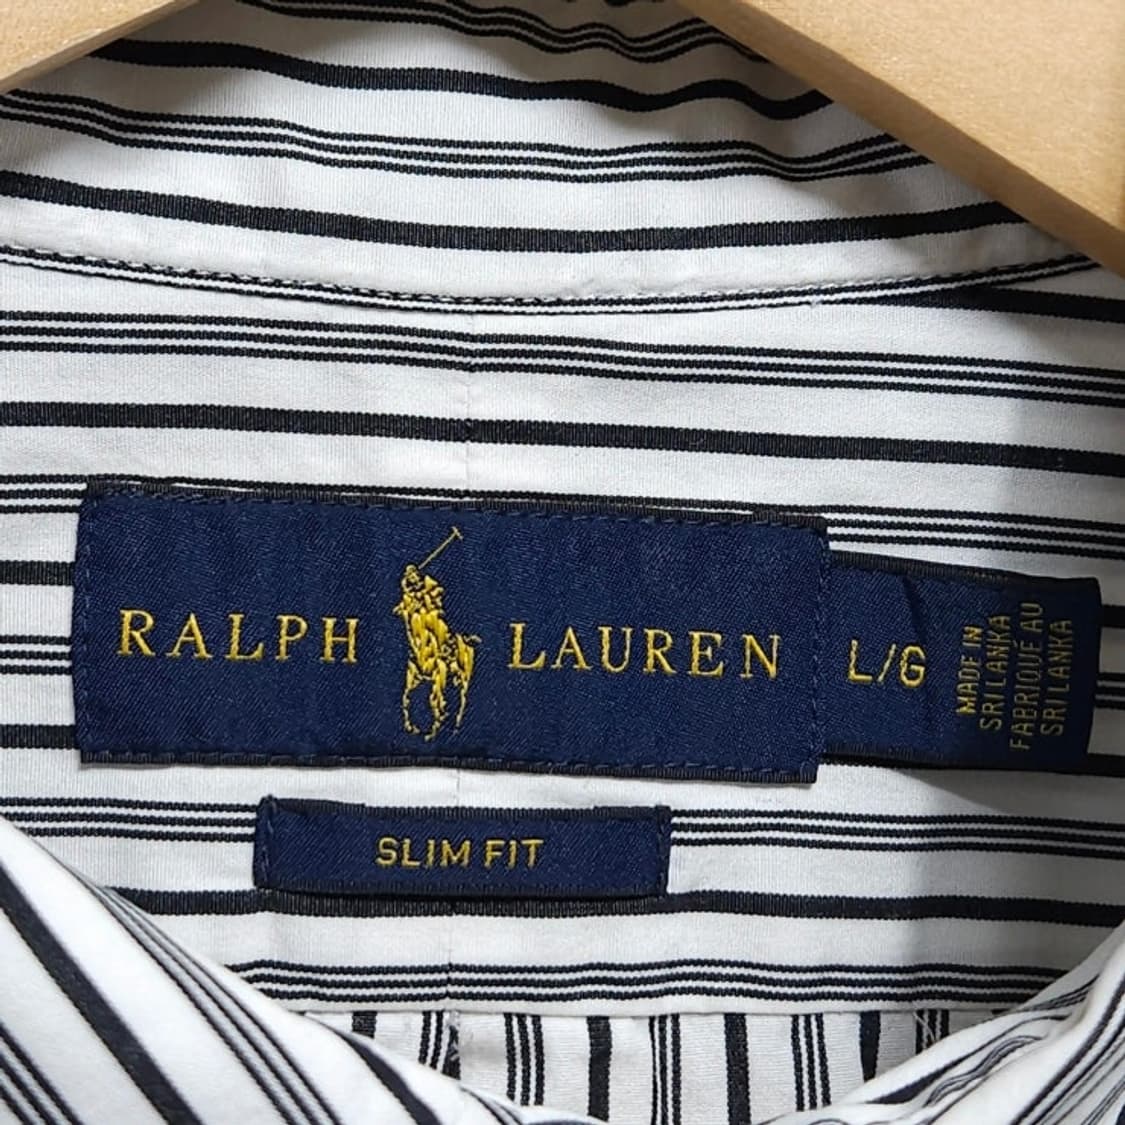 RALPH LAUREN
L/G
MADE IN
SRI LANKA
FABRIQUÉ AU
SRI LANKA
SLIM FIT